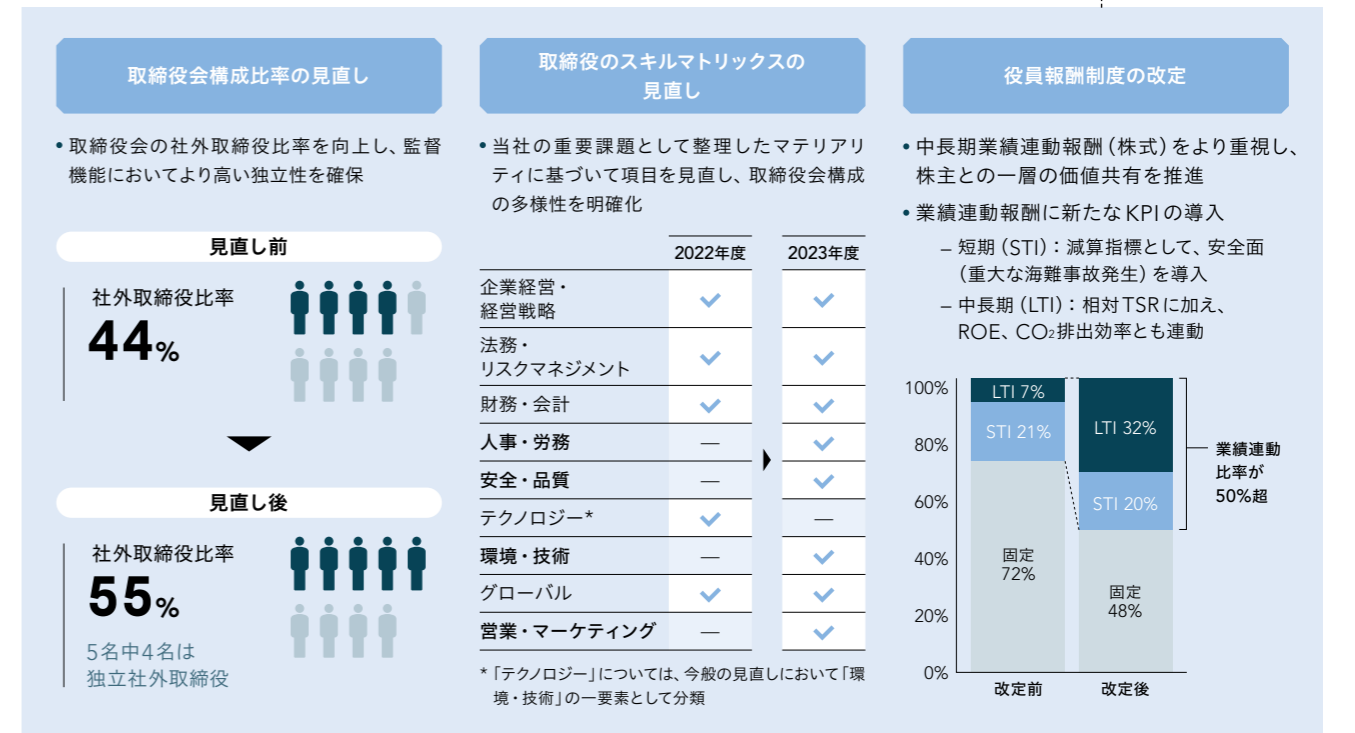 取締役会構成比率の見直し
• 取締役会の社外取締役比率を向上し、監督
機能においてより高い独立性を確保
見直し前
社外取締役比率
44%
見直し後
社外取締役比率
55%
5名中4名は
独立社外取締役
取締役のスキルマトリックスの
見直し
• 当社の重要課題として整理したマテリアリ
ティに基づいて項目を見直し、取締役会構成
の多様性を明確化
2022年度 2023年度
企業経営・
経営戦略 ✓ ✓
法務・
リスクマネジメント ✓ ✓
財務・会計 ✓ ✓
人事・労務 — ✓
安全・品質 — ✓
テクノロジー* ✓ —
環境・技術 — ✓
グローバル ✓ ✓
営業・マーケティング — ✓
*「テクノロジー」については、今般の見直しにおいて「環
境・技術」の一要素として分類
役員報酬制度の改定
• 中長期業績連動報酬（株式）をより重視し、
株主との一層の価値共有を推進
• 業績連動報酬に新たなKPIの導入
– 短期（STI）：減算指標として、安全面
（重大な海難事故発生）を導入
– 中長期（LTI）：相対TSRに加え、
ROE、CO₂排出効率とも連動
100%
80%
60%
40%
20%
0%
LTI 7%
STI 21%
固定
72%
改定前
LTI 32%
STI 20%
固定
48%
改定後
業績連動
比率が
50%超